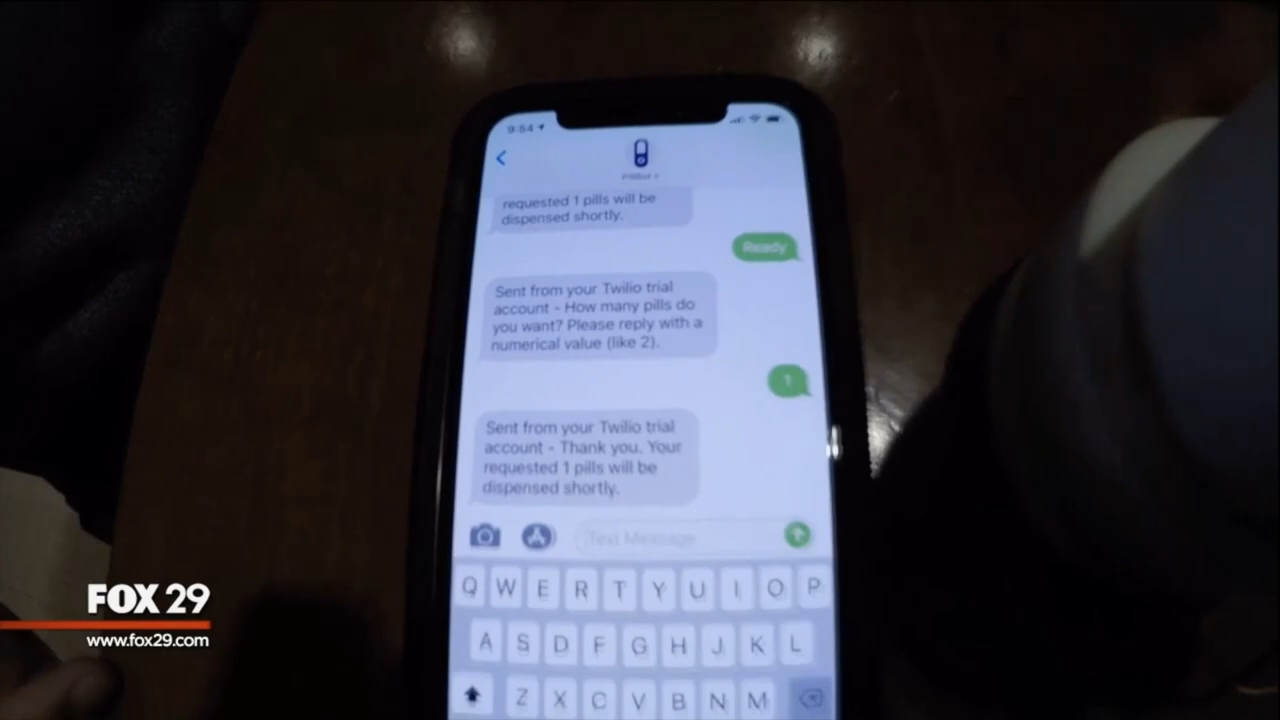 9:54
requested 1 pills will be
dispensed shortly.
Ready
Sent from your Twilio trial
account - How many pills do
you want? Please reply with a
numerical value (like 2).
1
Sent from your Twilio trial
account - Thank you. Your
requested 1 pills will be
dispensed shortly.
Text Message
Q W E R T Y U I O P
A S D F G H J K L
Z X C V B N M
FOX 29
www.fox29.com